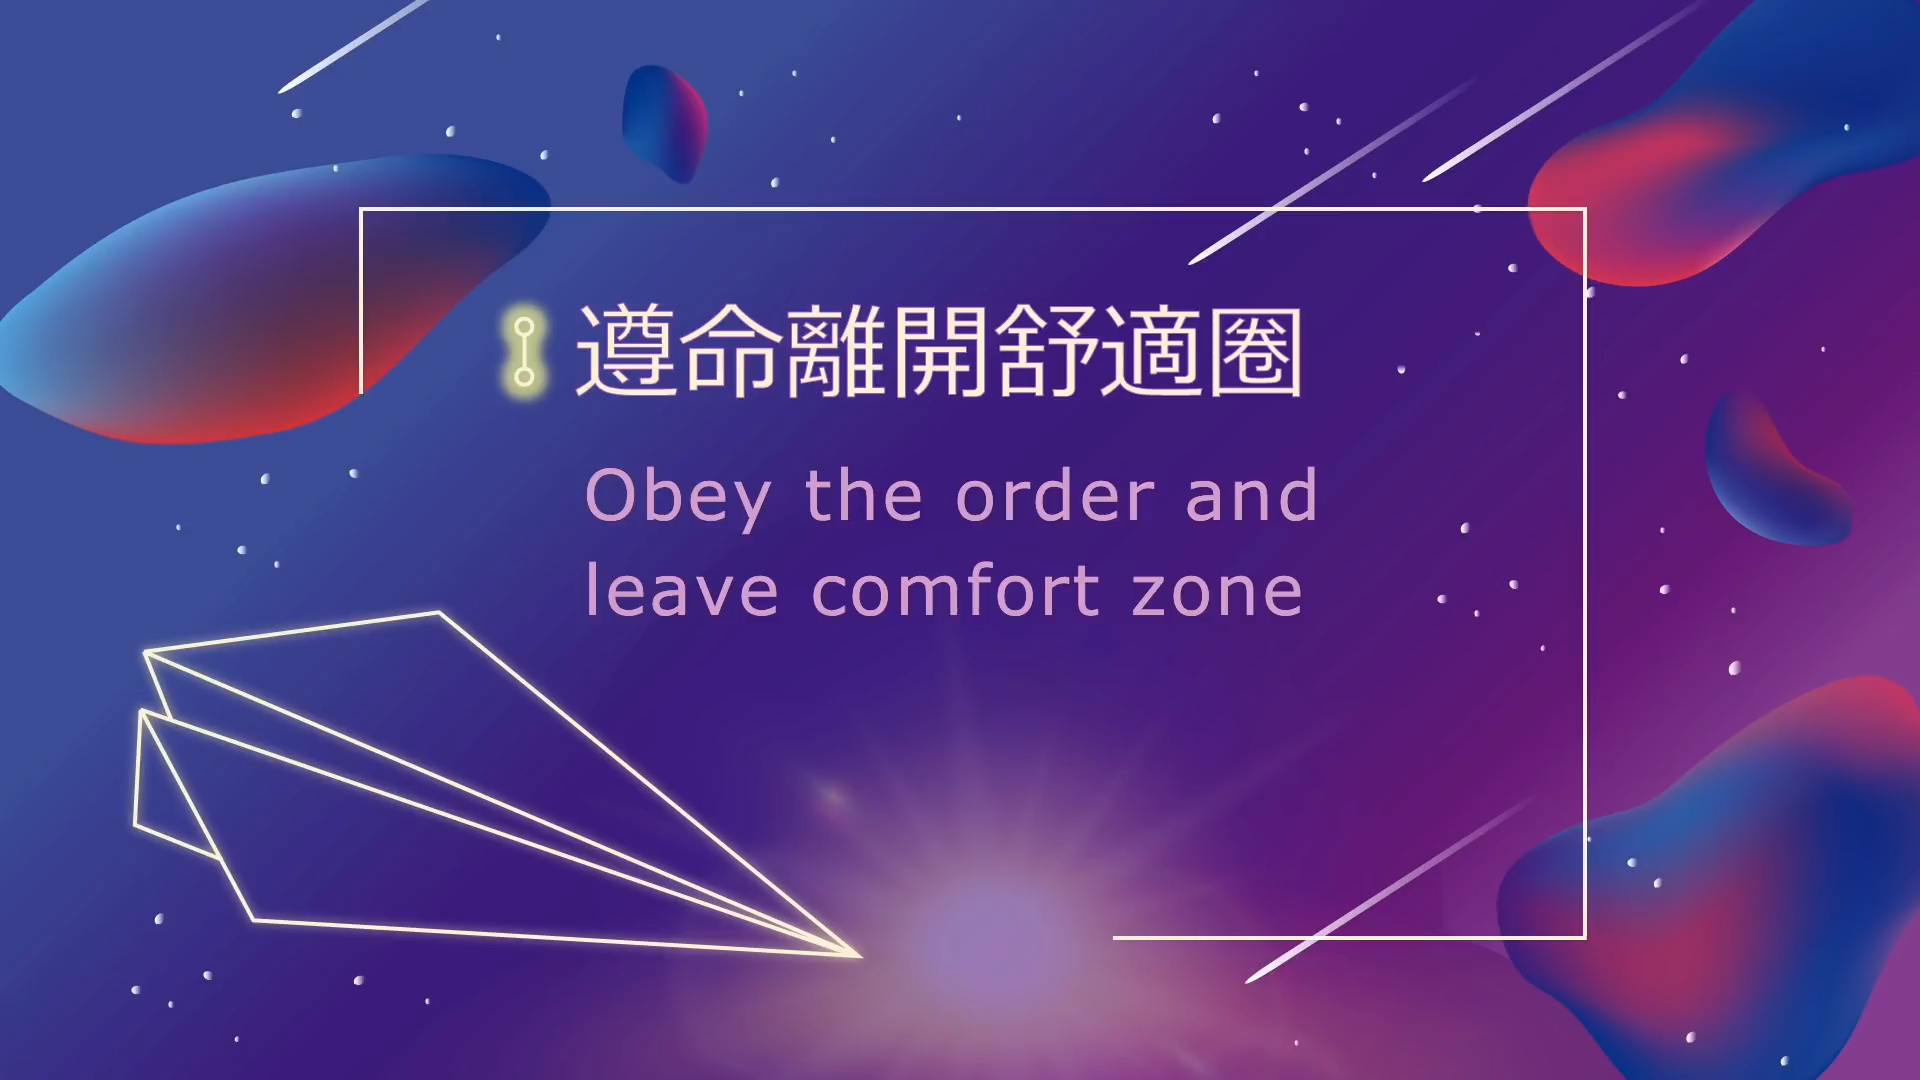 遵命離開舒適圈
Obey the order and
leave comfort zone